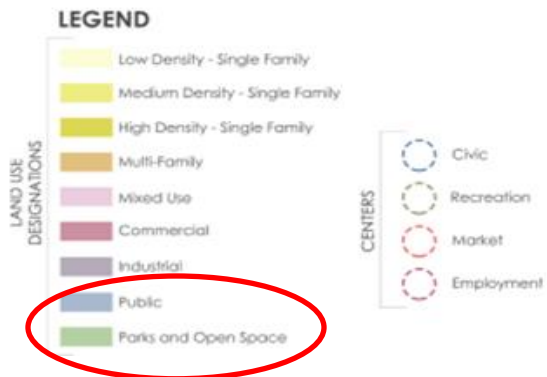 LEGEND
LAND USE
DESIGNATIONS
Low Density - Single Family
Medium Density - Single Family
High Density - Single Family
Multi-Family
Mixed Use
Commercial
Industrial
Public
Parks and Open Space
CENTERS
Civic
Recreation
Market
Employment